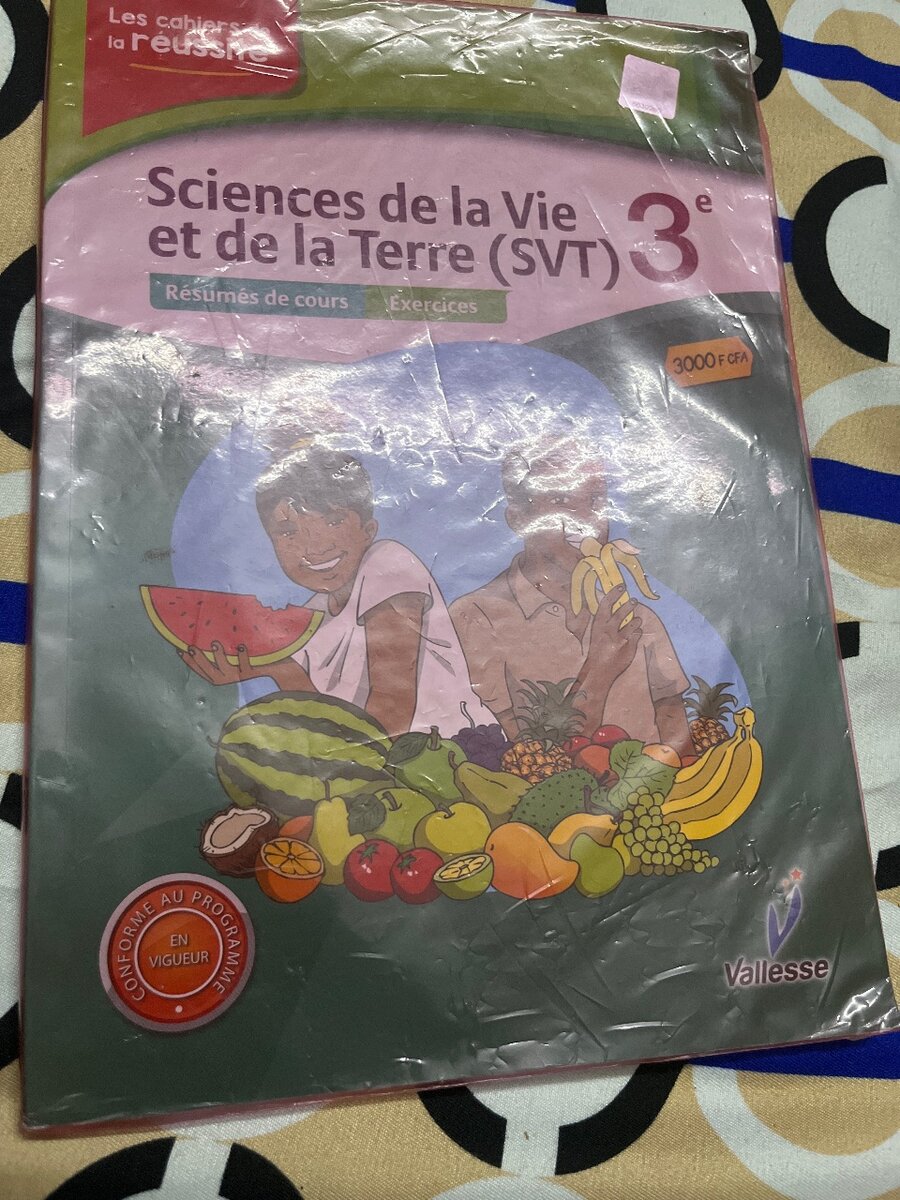 Les cahiers
la réussite
Sciences de la Vie
et de la Terre (SVT) 3e
Résumés de cours Exercices
3000 F CFA
CONFORME AU PROGRAMME
EN
VIGUEUR
Vallesse